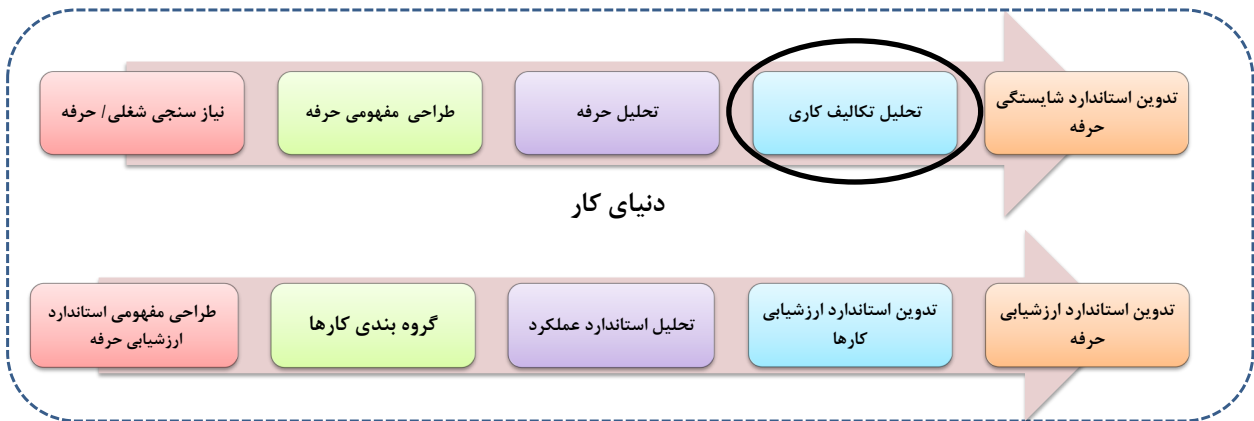 نیاز سنجی شغلی/ حرفه
طراحی مفهومی حرفه
تحلیل حرفه
تحلیل تکالیف کاری
تدوین استاندارد شایستگی
حرفه
دنیای کار
طراحی مفهومی استاندارد
ارزشیابی حرفه
گروه بندی کارها
تحلیل استاندارد عملکرد
تدوین استاندارد ارزشیابی
کارها
تدوین استاندارد ارزشیابی
حرفه